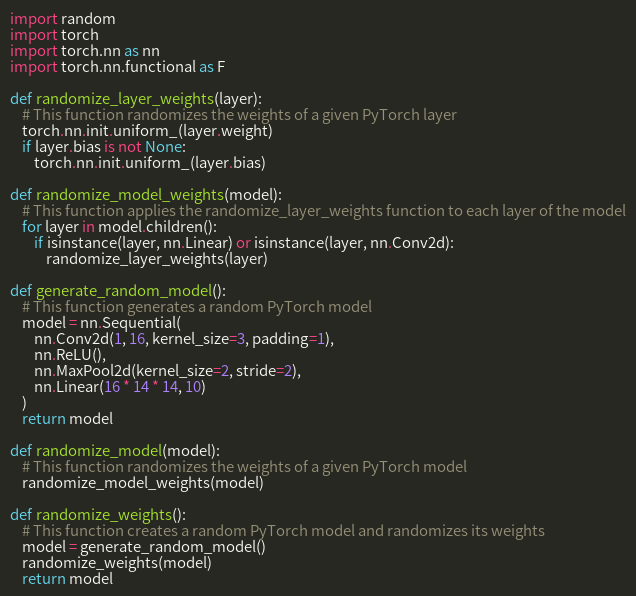 import random
import torch
import torch.nn as nn
import torch.nn.functional as F

def randomize_layer_weights(layer):
    # This function randomizes the weights of a given PyTorch layer
    torch.nn.init.uniform_(layer.weight)
    if layer.bias is not None:
        torch.nn.init.uniform_(layer.bias)

def randomize_model_weights(model):
    # This function applies the randomize_layer_weights function to each layer of the model
    for layer in model.children():
        if isinstance(layer, nn.Linear) or isinstance(layer, nn.Conv2d):
            randomize_layer_weights(layer)

def generate_random_model():
    # This function generates a random PyTorch model
    model = nn.Sequential(
        nn.Conv2d(1, 16, kernel_size=3, padding=1),
        nn.ReLU(),
        nn.MaxPool2d(kernel_size=2, stride=2),
        nn.Linear(16 * 14 * 14, 10)
    )
    return model

def randomize_model(model):
    # This function randomizes the weights of a given PyTorch model
    randomize_model_weights(model)

def randomize_weights():
    # This function creates a random PyTorch model and randomizes its weights
    model = generate_random_model()
    randomize_weights(model)
    return model